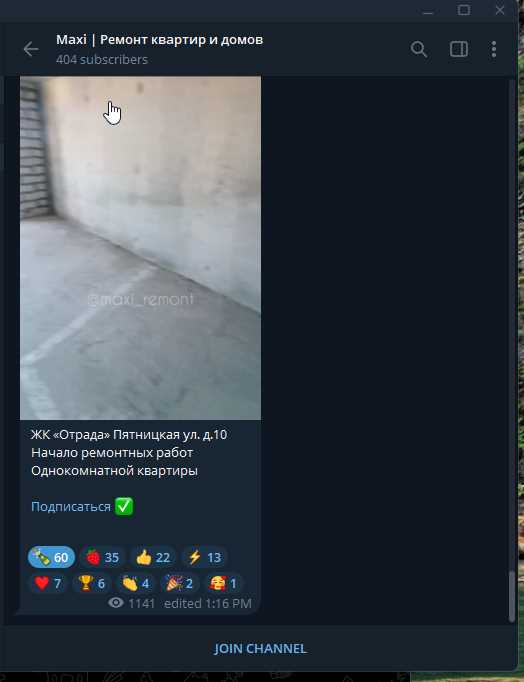 Maxi | Ремонт квартир и домов
404 subscribers
@maxi_remont
ЖК «Отрада» Пятницкая ул. д.10
Начало ремонтных работ
Однокомнатной квартиры
Подписаться ✅
🍾 60 🍓 35 👍 22 ⚡ 13
❤️ 7 🏆 6 👏 4 🎉 2 🥰 1
1141 edited 1:16 PM
JOIN CHANNEL